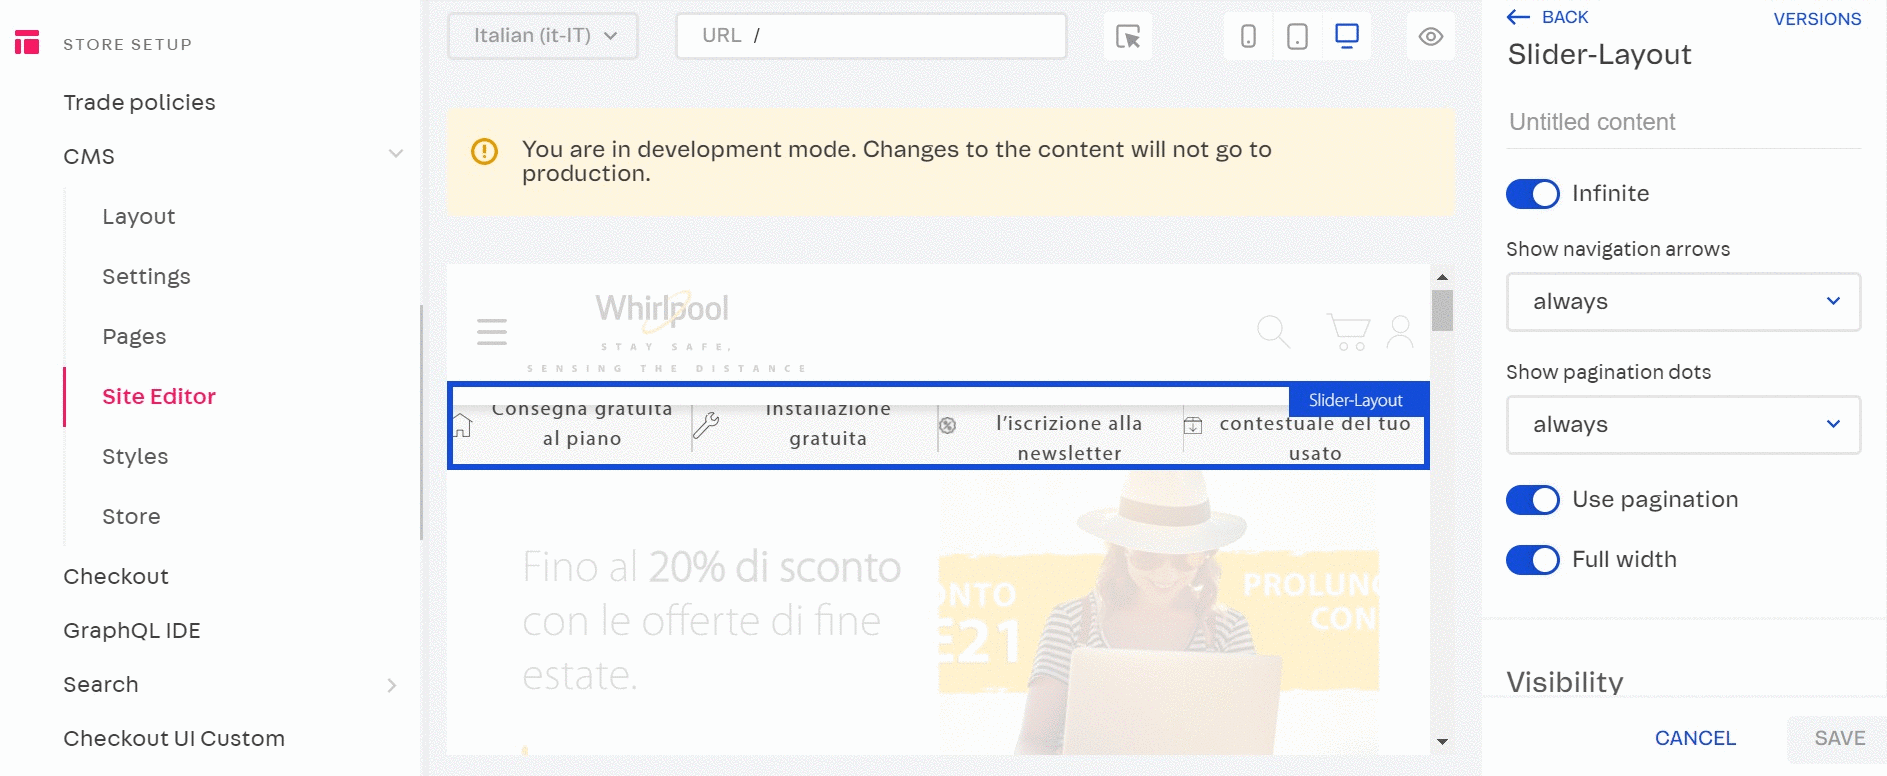 STORE SETUP
Trade policies
CMS
Layout
Settings
Pages
Site Editor
Styles
Store
Checkout
GraphQL IDE
Search
Checkout UI Custom
Italian (it-IT)
URL /
You are in development mode. Changes to the content will not go to
production.
Whirlpool
STAY SAFE,
SENSING THE DISTANCE
Slider-Layout
Consegna gratuita
al piano
Installazione
gratuita
l'iscrizione alla
newsletter
contestuale del tuo
usato
Fino al 20% di sconto
con le offerte di fine
estate.
ONTO
E21
PROLUNG
CON
BACK
VERSIONS
Slider-Layout
Untitled content
Infinite
Show navigation arrows
always
Show pagination dots
always
Use pagination
Full width
Visibility
CANCEL
SAVE